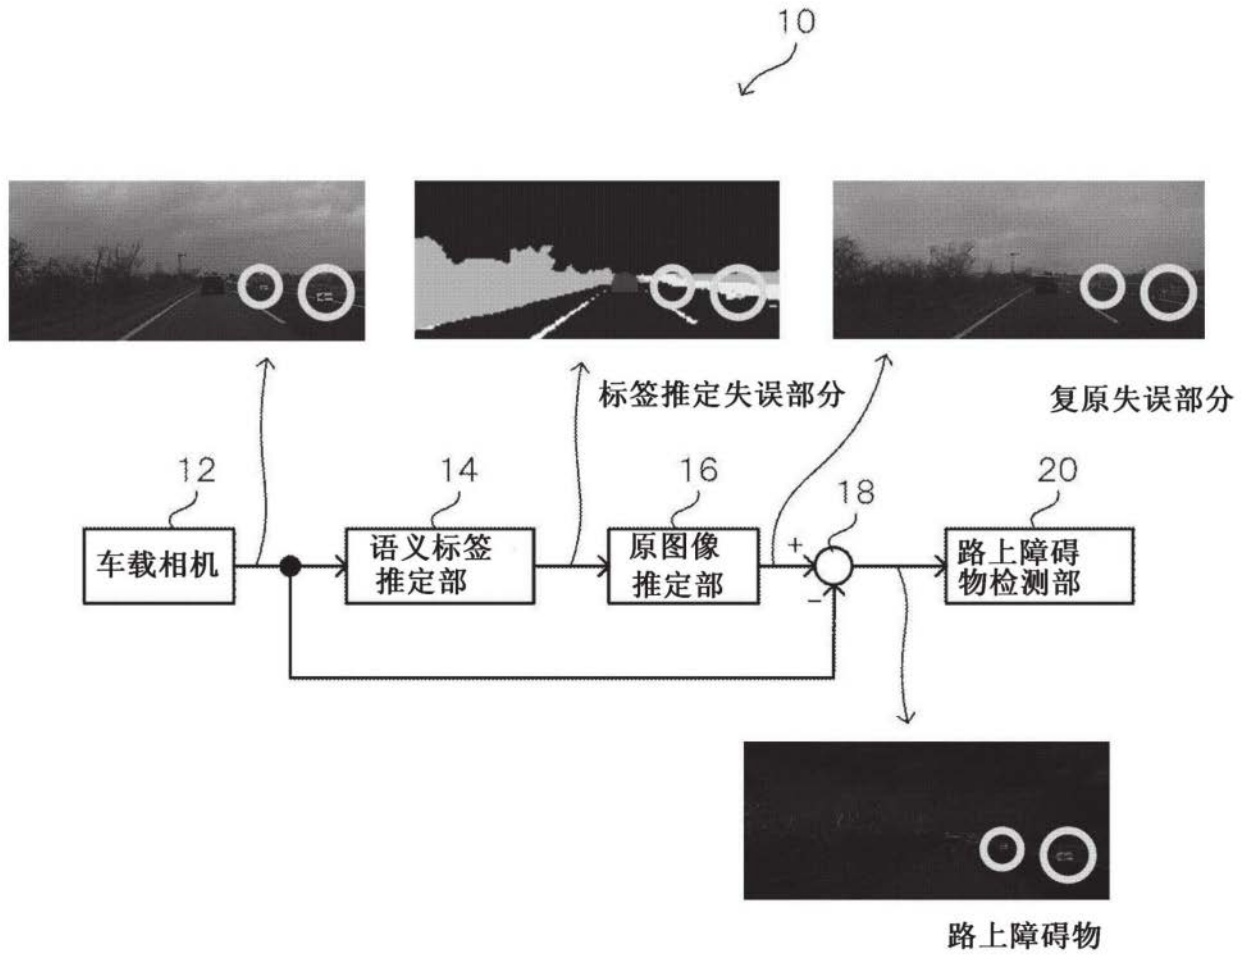 10
标签推定失误部分
复原失误部分
12
14
16
18
20
车载相机
语义标签
推定部
原图像
推定部
+
-
路上障碍
物检测部
路上障碍物